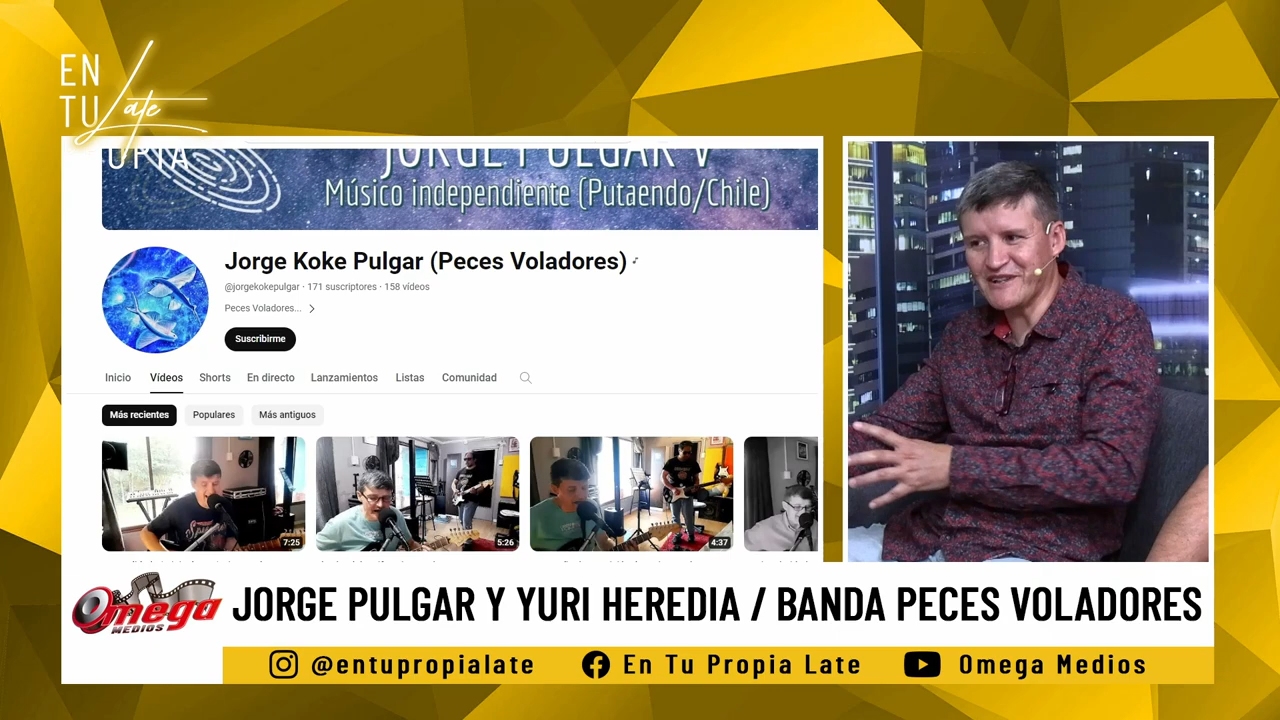 EN
TU Late
JORGE PULGAR V
Músico independiente (Putaendo/Chile)
Jorge Koke Pulgar (Peces Voladores)
@jorgekokepulgar · 171 suscriptores · 158 vídeos
Peces Voladores...
Suscribirme
Inicio Vídeos Shorts En directo Lanzamientos Listas Comunidad
Más recientes Populares Más antiguos
7:25 5:26 4:37
Omega
MEDIOS
JORGE PULGAR Y YURI HEREDIA / BANDA PECES VOLADORES
@entupropialate En Tu Propia Late Omega Medios